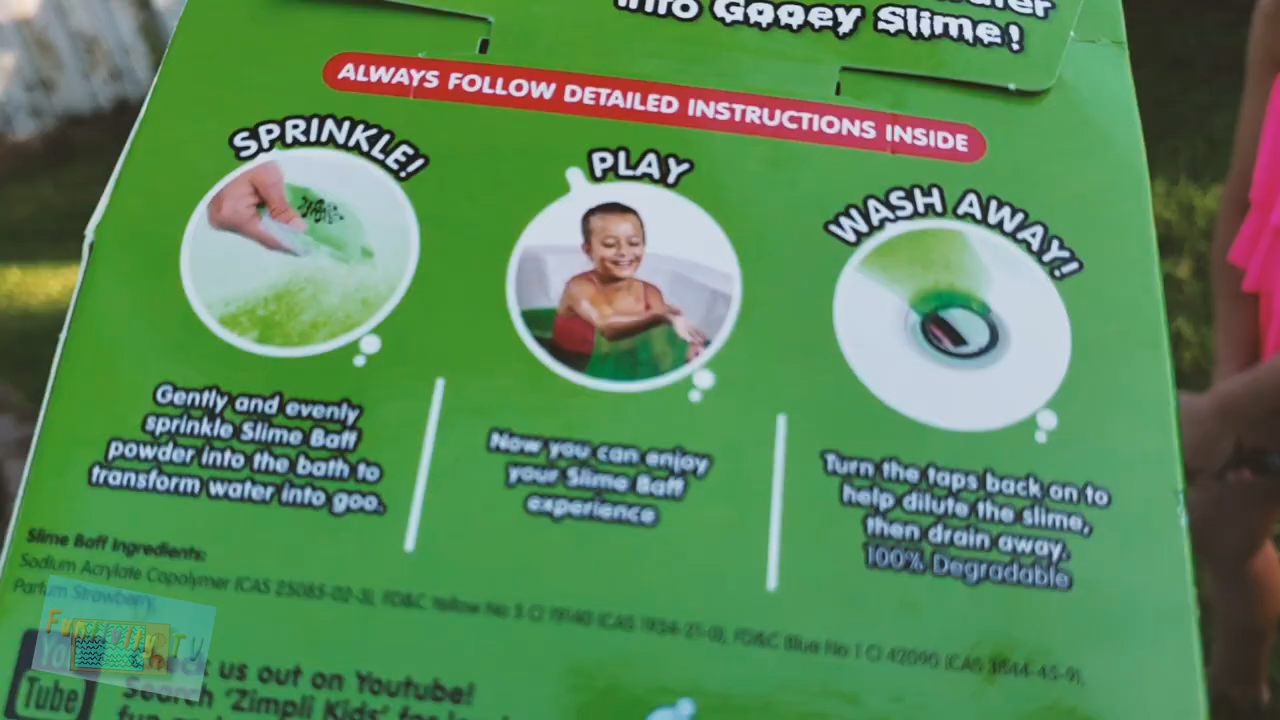 into Gooey Slime!
ALWAYS FOLLOW DETAILED INSTRUCTIONS INSIDE
SPRINKLE!
Gently and evenly
sprinkle Slime Baff
powder into the bath to
transform water into goo.
PLAY
Now you can enjoy
your Slime Baff
experience
WASH AWAY!
Turn the taps back on to
help dilute the slime,
then drain away.
100% Degradable
Slime Baff Ingredients:
Sodium Acrylate Copolymer (CAS 25085-02-3), FD&C Yellow No 5 CI 19140 (CAS 1934-21-0), FD&C Blue No 1 CI 42090 (CAS 3844-45-9),
Parfum Strawberry.
Tube
us out on Youtube!
Search 'Zimpli Kids' for